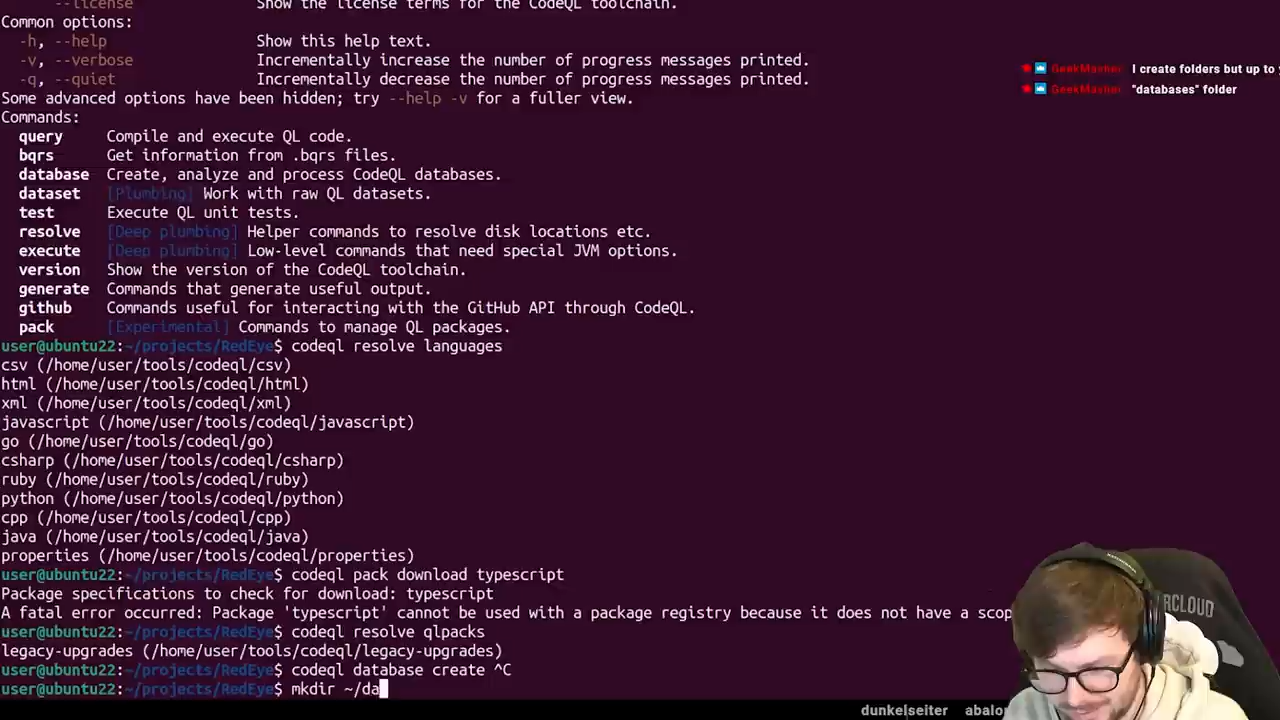 --license Show the license terms for the CodeQL toolchain.
Common options:
-h, --help Show this help text.
-v, --verbose Incrementally increase the number of progress messages printed.
-q, --quiet Incrementally decrease the number of progress messages printed.
Some advanced options have been hidden; try --help -v for a fuller view.
Commands:
query Compile and execute QL code.
bqrs Get information from .bqrs files.
database Create, analyze and process CodeQL databases.
dataset [Plumbing] Work with raw QL datasets.
test Execute QL unit tests.
resolve [Deep plumbing] Helper commands to resolve disk locations etc.
execute [Deep plumbing] Low-level commands that need special JVM options.
version Show the version of the CodeQL toolchain.
generate Commands that generate useful output.
github Commands useful for interacting with the GitHub API through CodeQL.
pack [Experimental] Commands to manage QL packages.
user@ubuntu22:~/projects/RedEye$ codeql resolve languages
csv (/home/user/tools/codeql/csv)
html (/home/user/tools/codeql/html)
xml (/home/user/tools/codeql/xml)
javascript (/home/user/tools/codeql/javascript)
go (/home/user/tools/codeql/go)
csharp (/home/user/tools/codeql/csharp)
ruby (/home/user/tools/codeql/ruby)
python (/home/user/tools/codeql/python)
cpp (/home/user/tools/codeql/cpp)
java (/home/user/tools/codeql/java)
properties (/home/user/tools/codeql/properties)
user@ubuntu22:~/projects/RedEye$ codeql pack download typescript
Package specifications to check for download: typescript
A fatal error occurred: Package 'typescript' cannot be used with a package registry because it does not have a scop
user@ubuntu22:~/projects/RedEye$ codeql resolve qlpacks
legacy-upgrades (/home/user/tools/codeql/legacy-upgrades)
user@ubuntu22:~/projects/RedEye$ codeql database create ^C
user@ubuntu22:~/projects/RedEye$ mkdir ~/da
GeekMasher I create folders but up to
GeekMasher "databases" folder
dunkelseiter abalor